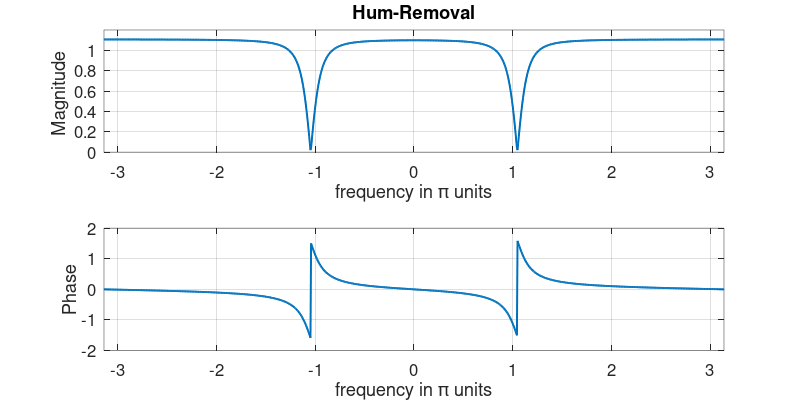 Hum-Removal
Magnitude
1
0.8
0.6
0.4
0.2
0
-3 -2 -1 0 1 2 3
frequency in π units
Phase
2
1
0
-1
-2
-3 -2 -1 0 1 2 3
frequency in π units